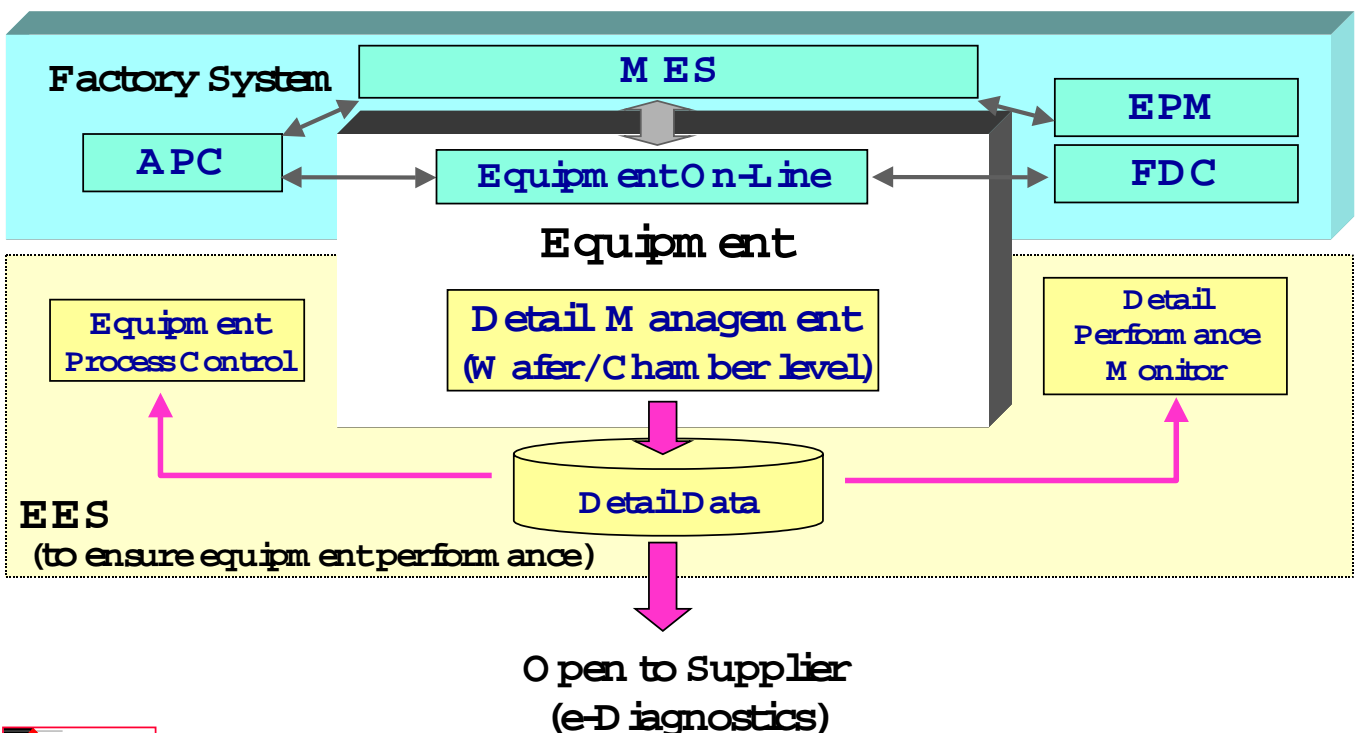 Factory System
MES
EPM
APC
Equipment On-Line
FDC
Equipment
Equipment
Process Control
Detail Management
(Wafer/Chamber level)
Detail
Performance
Monitor
Detail Data
EES
(to ensure equipment performance)
Open to Supplier
(e-Diagnostics)